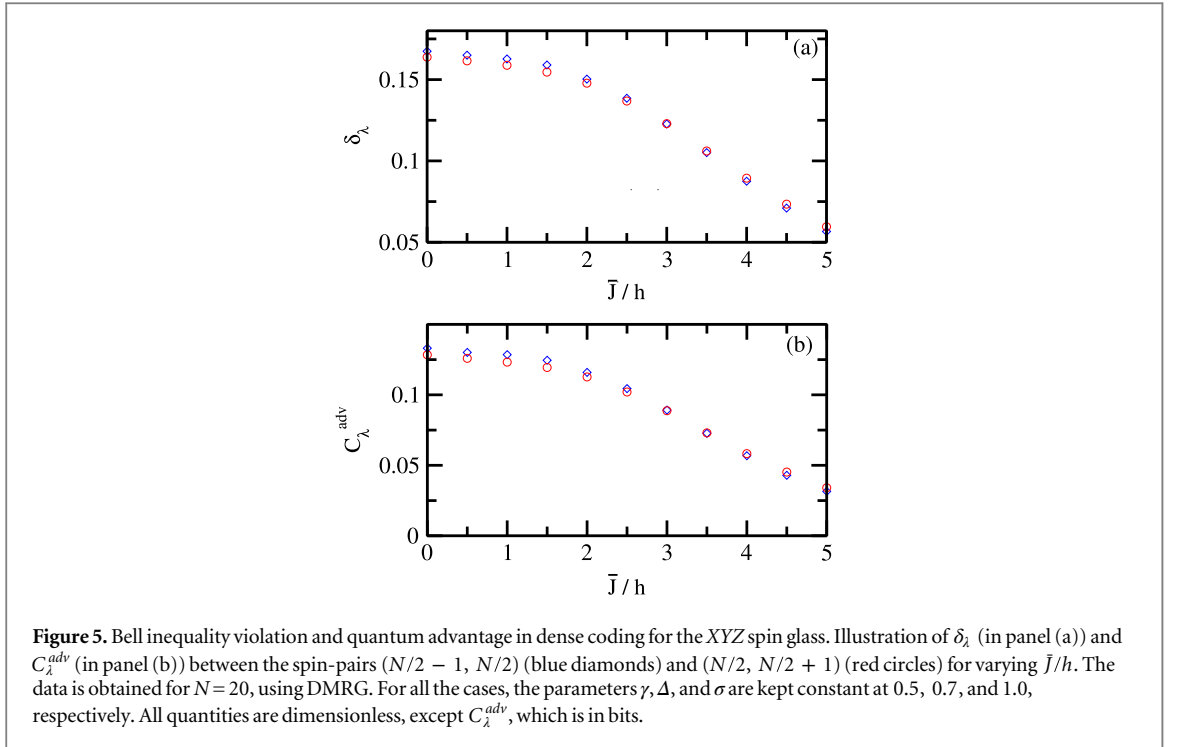 (a)
0.15
0.1
0.05
δλ
0 1 2 3 4 5
J̄ / h
(b)
0.1
0.05
0
C_λ^adv
0 1 2 3 4 5
J̄ / h
Figure 5. Bell inequality violation and quantum advantage in dense coding for the XYZ spin glass. Illustration of δ_λ (in panel (a)) and
C_λ^adv (in panel (b)) between the spin-pairs (N/2 − 1, N/2) (blue diamonds) and (N/2, N/2 + 1) (red circles) for varying J̄/h. The
data is obtained for N = 20, using DMRG. For all the cases, the parameters γ, Δ, and σ are kept constant at 0.5, 0.7, and 1.0,
respectively. All quantities are dimensionless, except C_λ^adv, which is in bits.